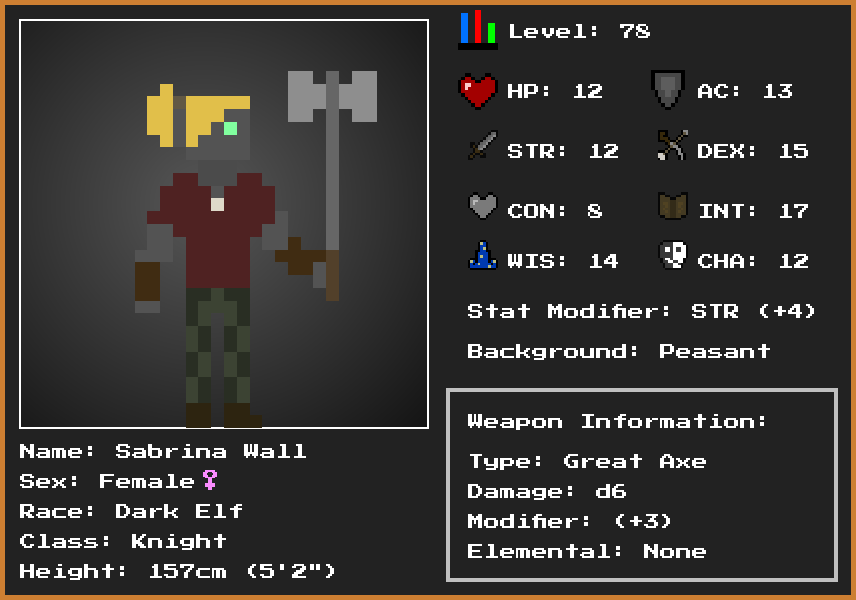 Level: 78
HP: 12
AC: 13
STR: 12
DEX: 15
CON: 8
INT: 17
WIS: 14
CHA: 12
Stat Modifier: STR (+4)
Background: Peasant
Weapon Information:
Type: Great Axe
Damage: d6
Modifier: (+3)
Elemental: None
Name: Sabrina Wall
Sex: Female♀
Race: Dark Elf
Class: Knight
Height: 157cm (5'2")